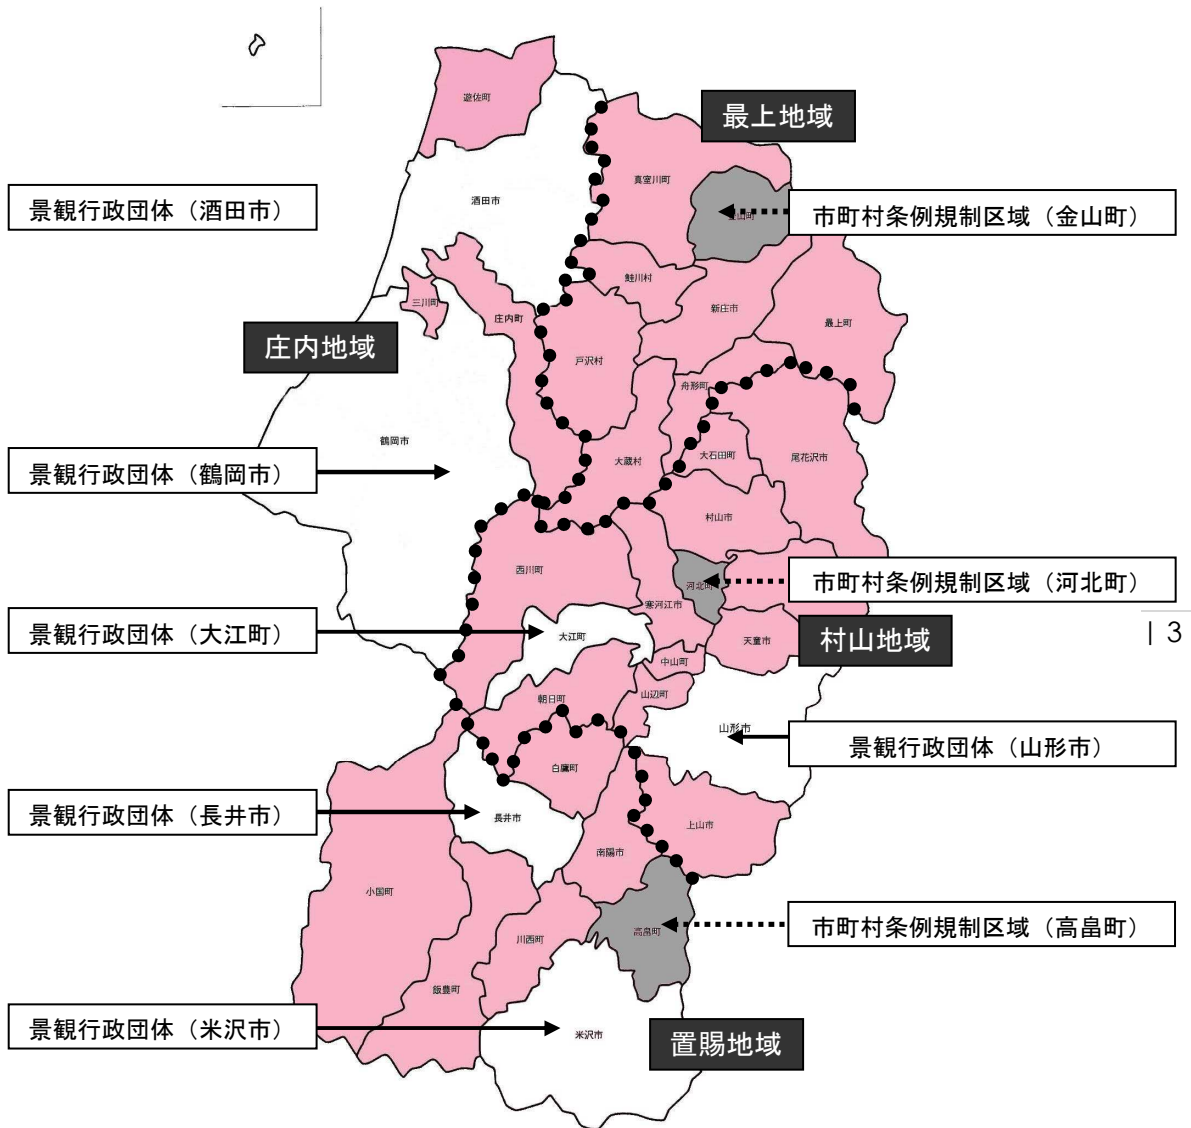 遊佐町
最上地域
真室川町
景観行政団体（酒田市）
酒田市
市町村条例規制区域（金山町）
金山町
鮭川村
三川町
庄内町
新庄市
最上町
庄内地域
戸沢村
舟形町
鶴岡市
景観行政団体（鶴岡市）
大蔵村
大石田町
尾花沢市
村山市
西川町
河北町
市町村条例規制区域（河北町）
寒河江市
景観行政団体（大江町）
大江町
天童市
村山地域
| 3
中山町
山辺町
朝日町
山形市
景観行政団体（山形市）
白鷹町
景観行政団体（長井市）
長井市
上山市
南陽市
小国町
市町村条例規制区域（高畠町）
高畠町
川西町
飯豊町
景観行政団体（米沢市）
米沢市
置賜地域